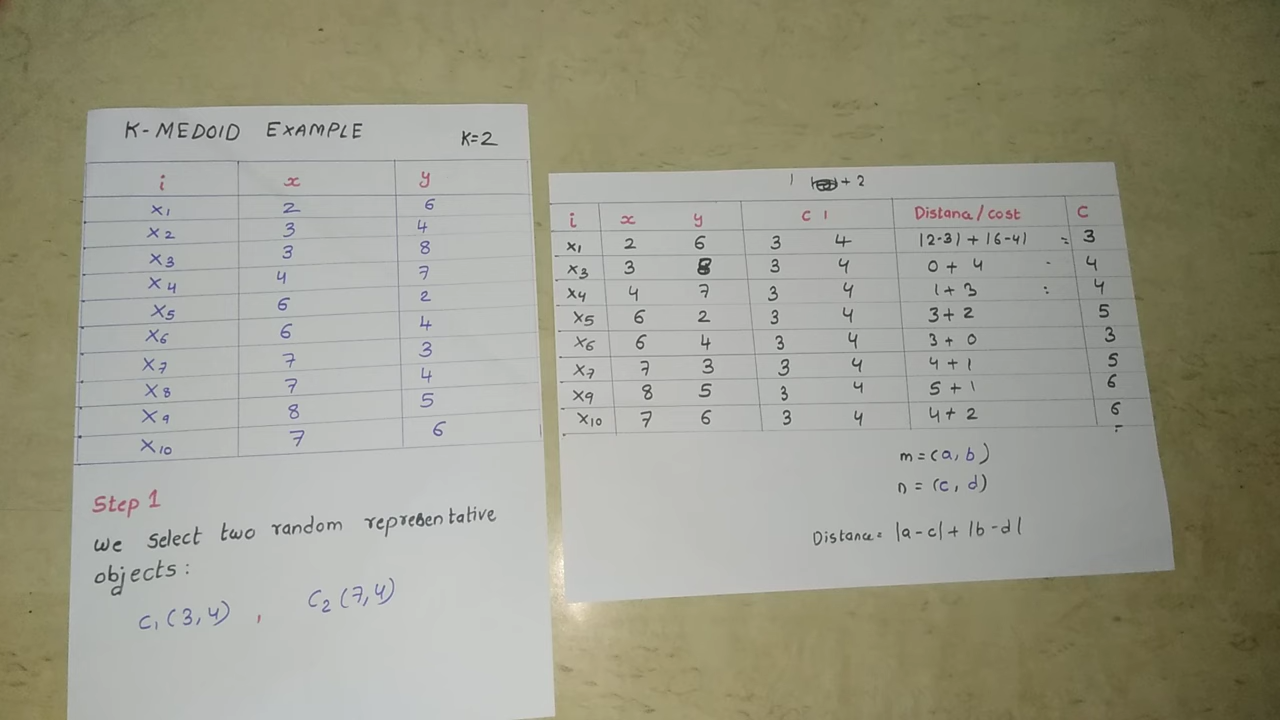 K-MEDOID EXAMPLE K=2
i x y
x1 2 6
x2 3 4
x3 3 8
x4 4 7
x5 6 2
x6 6 4
x7 7 3
x8 7 4
x9 8 5
x10 7 6
Step 1
we select two random representative
objects:
C1(3,4) , C2(7,4)
1 + 2
i x y C 1 Distance/cost C
x1 2 6 3 4 |2-3| + |6-4| = 3
x3 3 8 3 4 0 + 4 - 4
x4 4 7 3 4 1 + 3 : 4
x5 6 2 3 4 3 + 2 5
x6 6 4 3 4 3 + 0 3
x7 7 3 3 4 4 + 1 5
x9 8 5 3 4 5 + 1 6
x10 7 6 3 4 4 + 2 6
m = (a, b)
n = (c, d)
Distance = |a-c| + |b-d|